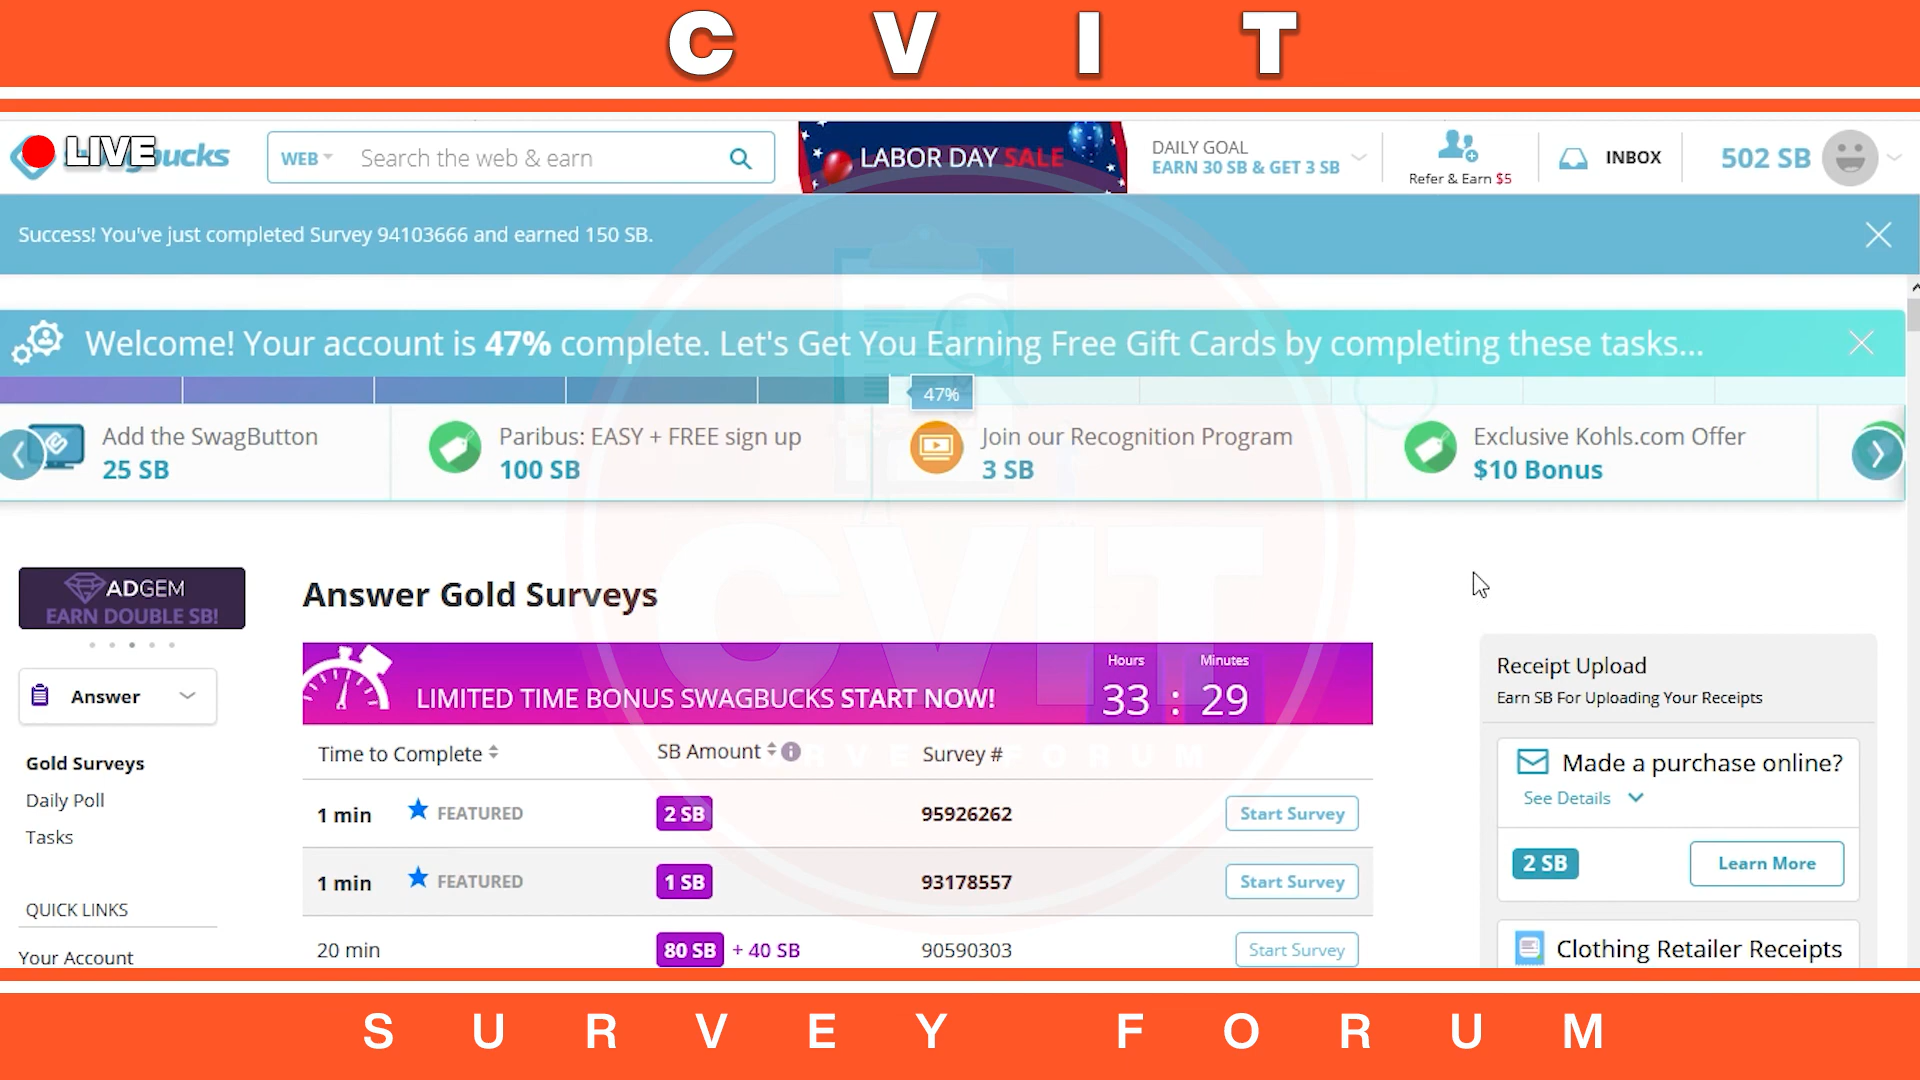 C V I T
LIVE
ucks
WEB
Search the web & earn
LABOR DAY SALE
DAILY GOAL
EARN 30 SB & GET 3 SB
Refer & Earn $5
INBOX
502 SB
Success! You've just completed Survey 94103666 and earned 150 SB.
Welcome! Your account is 47% complete. Let's Get You Earning Free Gift Cards by completing these tasks...
47%
Add the SwagButton
25 SB
Paribus: EASY + FREE sign up
100 SB
Join our Recognition Program
3 SB
Exclusive Kohls.com Offer
$10 Bonus
ADGEM
EARN DOUBLE SB!
Answer
Gold Surveys
Daily Poll
Tasks
QUICK LINKS
Your Account
Answer Gold Surveys
CVIT
LIMITED TIME BONUS SWAGBUCKS START NOW!
Hours Minutes
33 : 29
Time to Complete SB Amount Survey #
1 min FEATURED 2 SB 95926262 Start Survey
1 min FEATURED 1 SB 93178557 Start Survey
20 min 80 SB + 40 SB 90590303 Start Survey
Receipt Upload
Earn SB For Uploading Your Receipts
Made a purchase online?
See Details
2 SB
Learn More
Clothing Retailer Receipts
S U R V E Y F O R U M